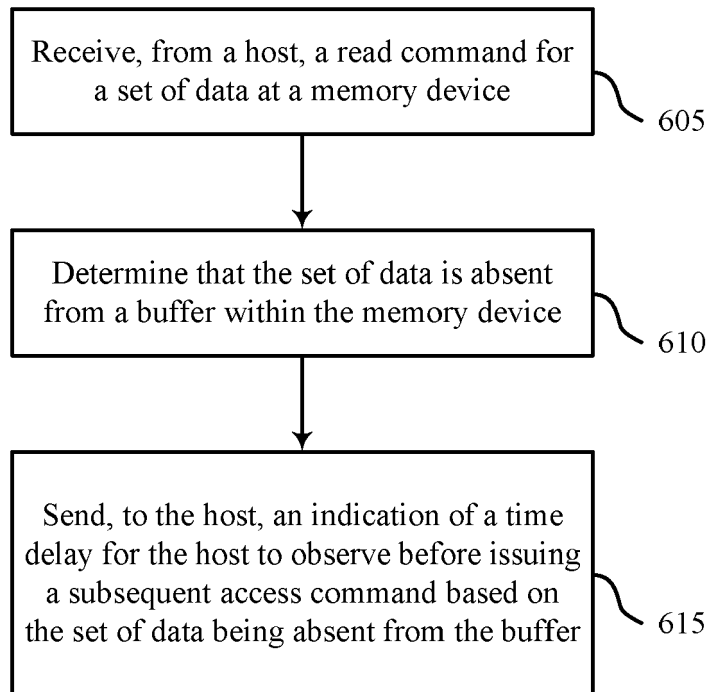 Receive, from a host, a read command for
a set of data at a memory device
605
Determine that the set of data is absent
from a buffer within the memory device
610
Send, to the host, an indication of a time
delay for the host to observe before issuing
a subsequent access command based on
the set of data being absent from the buffer
615